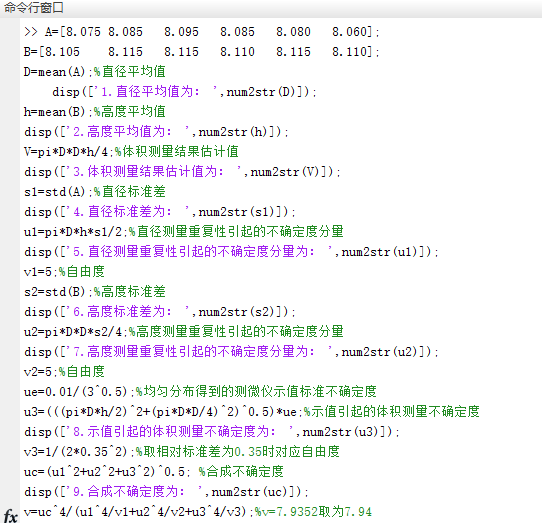 命令行窗口
>> A=[8.075 8.085   8.095   8.085   8.080   8.060];
B=[8.105    8.115   8.115   8.110   8.115   8.110];
D=mean(A);%直径平均值
    disp(['1.直径平均值为： ',num2str(D)]);
h=mean(B);%高度平均值
disp(['2.高度平均值为： ',num2str(h)]);
V=pi*D*D*h/4;%体积测量结果估计值
disp(['3.体积测量结果估计值为： ',num2str(V)]);
s1=std(A);%直径标准差
disp(['4.直径标准差为： ',num2str(s1)]);
u1=pi*D*h*s1/2;%直径测量重复性引起的不确定度分量
disp(['5.直径测量重复性引起的不确定度分量为： ',num2str(u1)]);
v1=5;%自由度
s2=std(B);%高度标准差
disp(['6.高度标准差为： ',num2str(s2)]);
u2=pi*D*D*s2/4;%高度测量重复性引起的不确定度分量
disp(['7.高度测量重复性引起的不确定度分量为： ',num2str(u2)]);
v2=5;%自由度
ue=0.01/(3^0.5);%均匀分布得到的测微仪示值标准不确定度
u3=(((pi*D*h/2)^2+(pi*D*D/4)^2)^0.5)*ue;%示值引起的体积测量不确定度
disp(['8.示值引起的体积测量不确定度为： ',num2str(u3)]);
v3=1/(2*0.35^2);%取相对标准差为0.35时对应自由度
uc=(u1^2+u2^2+u3^2)^0.5; %合成不确定度
disp(['9.合成不确定度为： ',num2str(uc)]);
fx v=uc^4/(u1^4/v1+u2^4/v2+u3^4/v3);%v=7.9352取为7.94